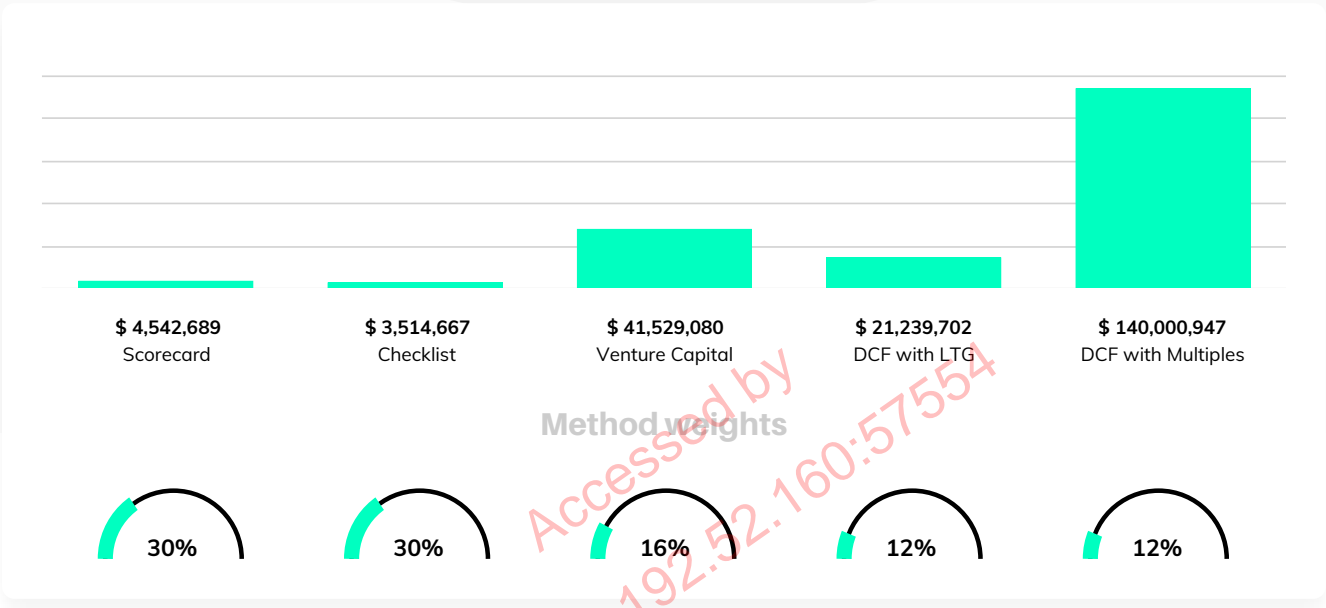 $ 4,542,689 $ 3,514,667 $ 41,529,080 $ 21,239,702 $ 140,000,947
Scorecard Checklist Venture Capital DCF with LTG DCF with Multiples
Method weights
30% 30% 16% 12% 12%
Accessed by
192.52.160:57554